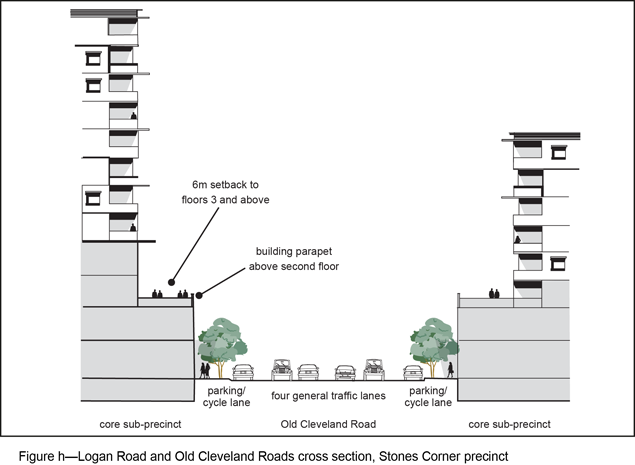 6m setback to
floors 3 and above
building parapet
above second floor
parking/
cycle lane
four general traffic lanes
parking/
cycle lane
core sub-precinct
Old Cleveland Road
core sub-precinct
Figure h—Logan Road and Old Cleveland Roads cross section, Stones Corner precinct